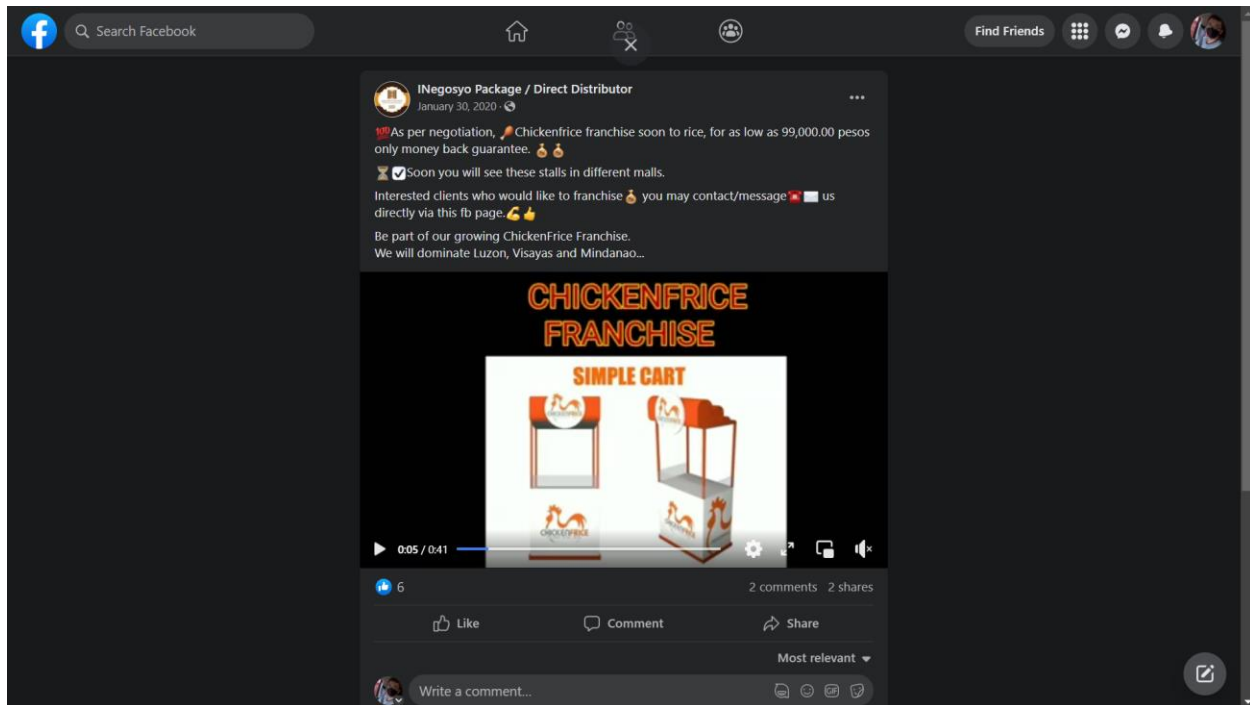 Search Facebook
Find Friends
INegosyo Package / Direct Distributor
January 30, 2020 ·
💯As per negotiation, 🍗Chickenfrice franchise soon to rice, for as low as 99,000.00 pesos
only money back guarantee. 💰 💰
⏳ ☑Soon you will see these stalls in different malls.
Interested clients who would like to franchise💰 you may contact/message☎️✉️ us
directly via this fb page.💪👍
Be part of our growing ChickenFrice Franchise.
We will dominate Luzon, Visayas and Mindanao...
CHICKENFRICE
FRANCHISE
SIMPLE CART
CHICKENFRICE
0:05 / 0:41
6
2 comments 2 shares
Like Comment Share
Most relevant
Write a comment...
GIF